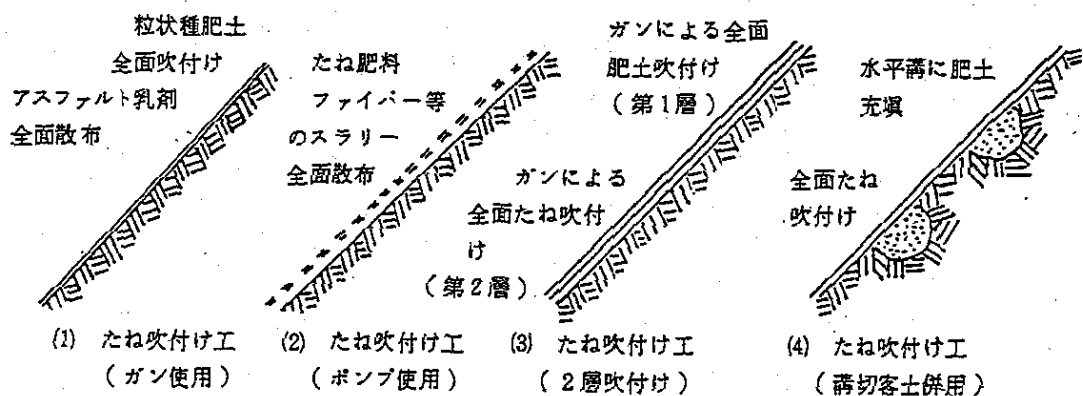 粒状種肥土
全面吹付け
アスファルト乳剤
全面散布
(1) たね吹付け工
(ガン使用)
たね肥料
ファイバー等
のスラリー
全面散布
(2) たね吹付け工
(ポンプ使用)
ガンによる全面
肥土吹付け
(第1層)
ガンによる
全面たね吹付
け
(第2層)
(3) たね吹付け工
(2層吹付け)
水平溝に肥土
充塡
全面たね
吹付け
(4) たね吹付け工
(溝切客土併用)